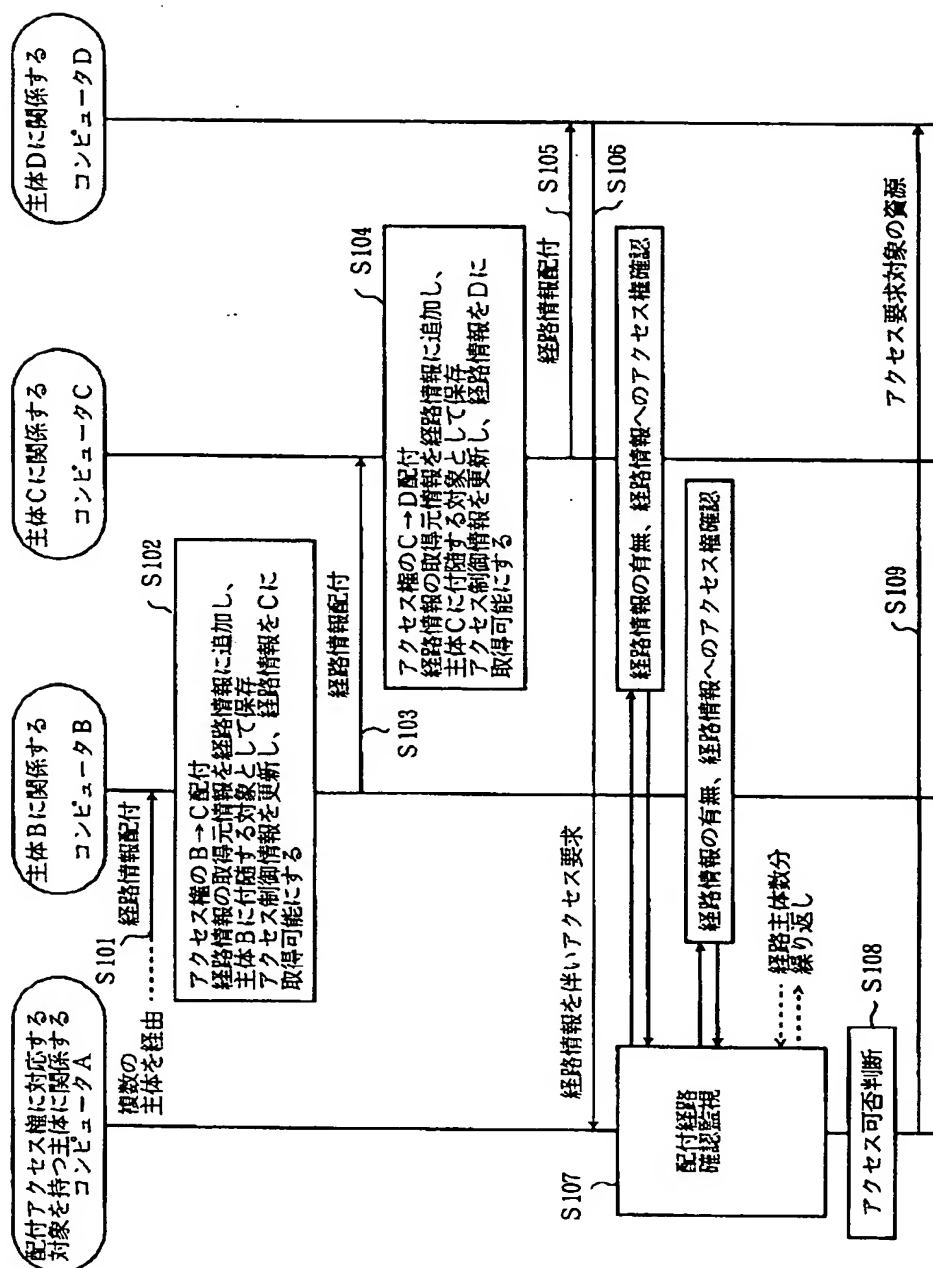 配付アクセス権に対応する
対象を持つ主体に関係する
コンピュータA
主体Bに関係する
コンピュータB
主体Cに関係する
コンピュータC
主体Dに関係する
コンピュータD
複数の
主体を経由
S101
経路情報配付
S102
アクセス権のB→C配付
経路情報の取得元情報を経路情報に追加し、
主体Bに付随する対象として保存
アクセス制御情報を更新し、経路情報をCに
取得可能にする
経路情報配付
S103
S104
アクセス権のC→D配付
経路情報の取得元情報を経路情報に追加し、
主体Cに付随する対象として保存
アクセス制御情報を更新し、経路情報をDに
取得可能にする
経路情報配付
S105
経路情報を伴いアクセス要求
S106
S107
配付経路
確認監視
経路情報の有無、経路情報へのアクセス権確認
経路情報の有無、経路情報へのアクセス権確認
経路主体数分
繰り返し
S108
アクセス可否判断
アクセス要求対象の資源
S109